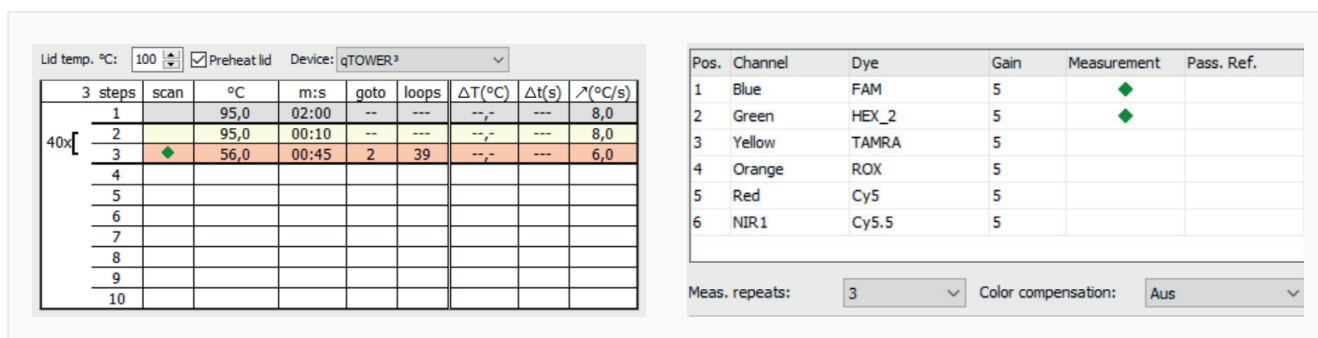 Lid temp. °C: 100 Preheat lid Device: qTOWER³
3 steps scan °C m:s goto loops △T(°C) △t(s) ↗(°C/s)
1 95,0 02:00 -- --- --,- --- 8,0
40x[ 2 95,0 00:10 -- --- --,- --- 8,0
3 56,0 00:45 2 39 --,- --- 6,0
4
5
6
7
8
9
10
Pos. Channel Dye Gain Measurement Pass. Ref.
1 Blue FAM 5
2 Green HEX_2 5
3 Yellow TAMRA 5
4 Orange ROX 5
5 Red Cy5 5
6 NIR1 Cy5.5 5
Meas. repeats: 3 Color compensation: Aus